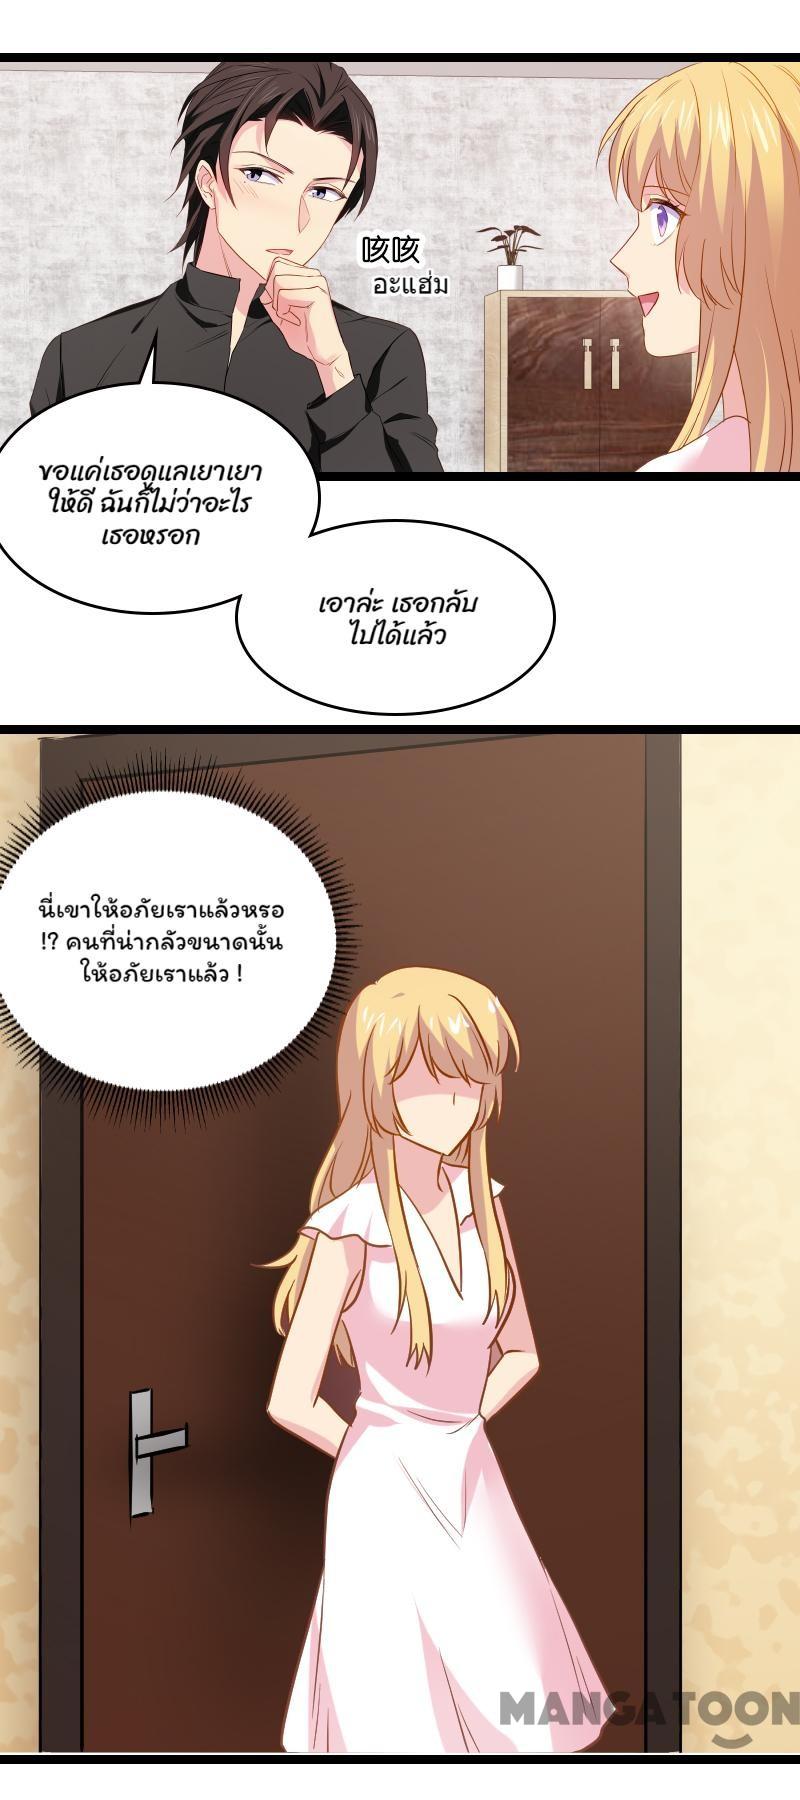 咳咳
อะแฮ่ม
ขอแค่เธอดูแลเยาเยา
ให้ดี ฉันก็ไม่ว่าอะไร
เธอหรอก
เอาล่ะ เธอกลับ
ไปได้แล้ว
นี่เขาให้อภัยเราแล้วหรอ
!? คนที่น่ากลัวขนาดนั้น
ให้อภัยเราแล้ว !
MANGATOON